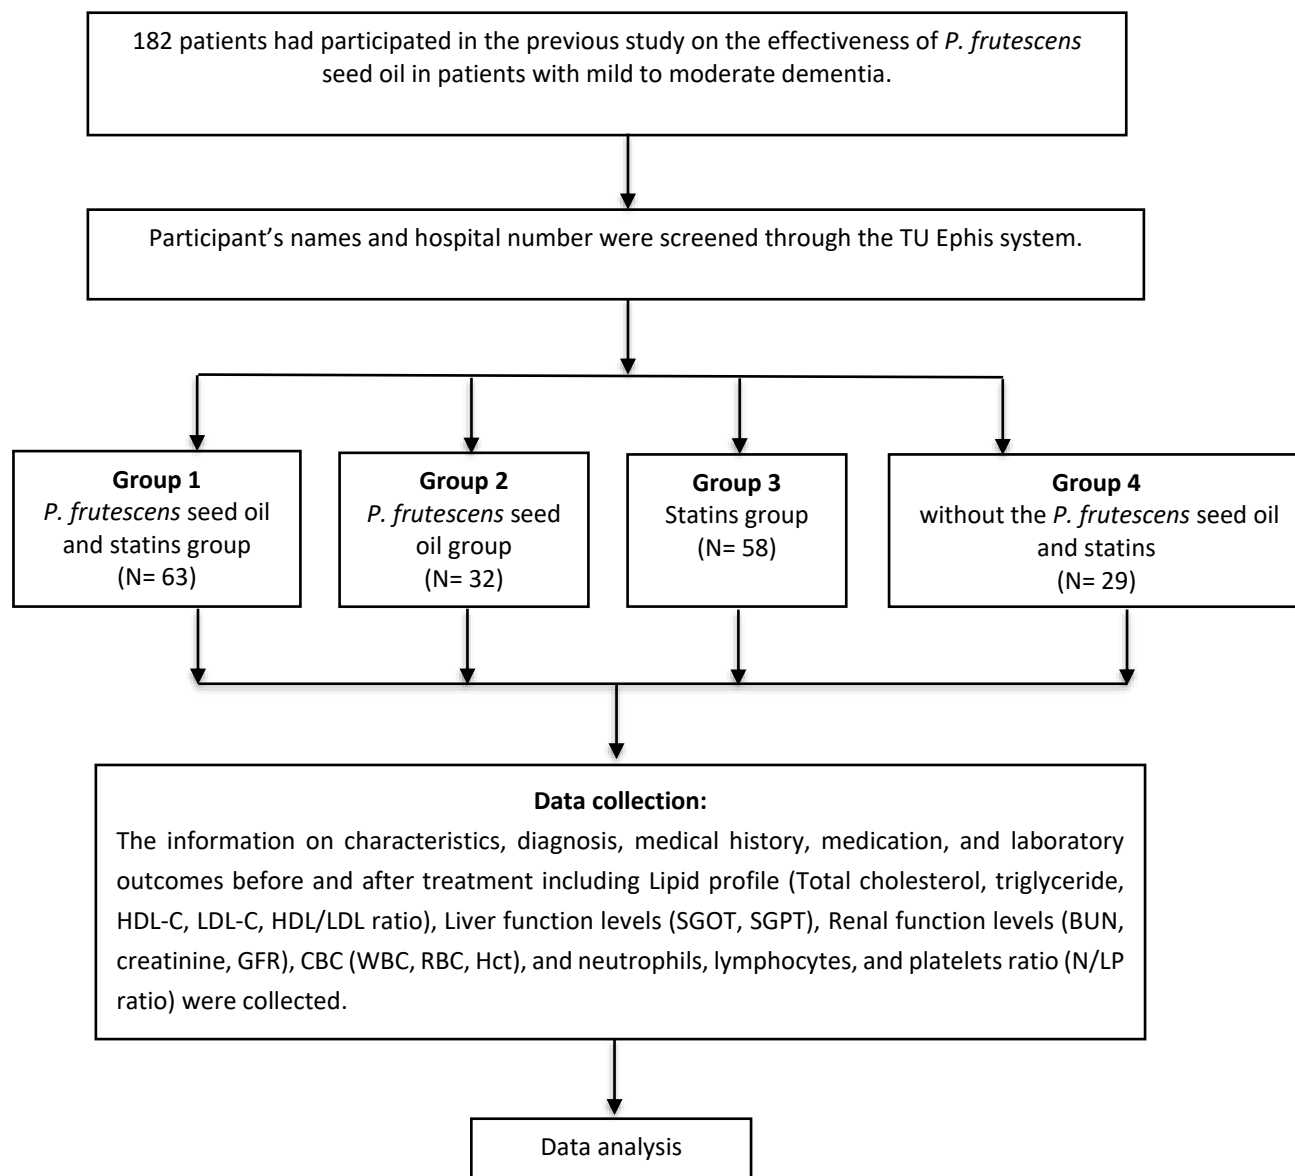 182 patients had participated in the previous study on the effectiveness of P. frutescens
seed oil in patients with mild to moderate dementia.
Participant’s names and hospital number were screened through the TU Ephis system.
Group 1
P. frutescens seed oil
and statins group
(N= 63)
Group 2
P. frutescens seed
oil group
(N= 32)
Group 3
Statins group
(N= 58)
Group 4
without the P. frutescens seed oil
and statins
(N= 29)
Data collection:
The information on characteristics, diagnosis, medical history, medication, and laboratory
outcomes before and after treatment including Lipid profile (Total cholesterol, triglyceride,
HDL-C, LDL-C, HDL/LDL ratio), Liver function levels (SGOT, SGPT), Renal function levels (BUN,
creatinine, GFR), CBC (WBC, RBC, Hct), and neutrophils, lymphocytes, and platelets ratio (N/LP
ratio) were collected.
Data analysis